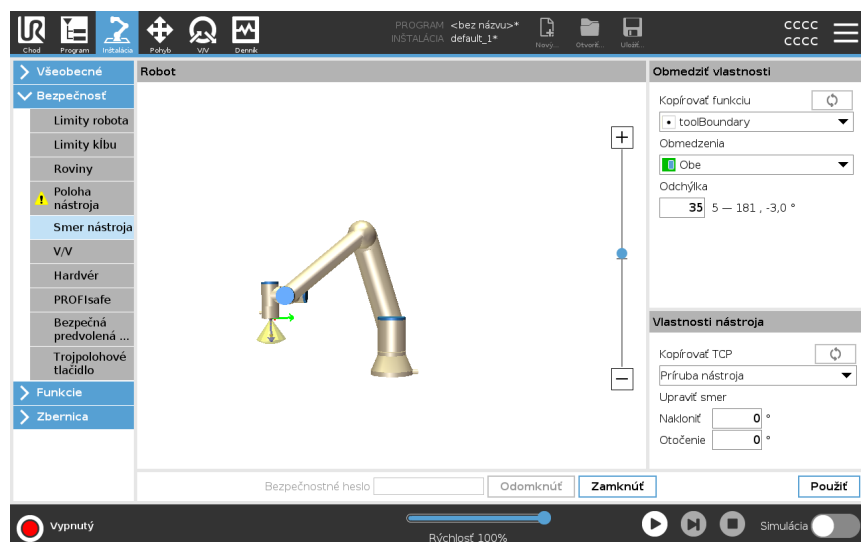 PROGRAM <bez názvu>*
INŠTALÁCIA default_1*
Chod
Program
Inštalácia
Pohyb
V/V
Denník
Nový...
Otvoriť...
Uložiť...
cccc
cccc
Všeobecné
Bezpečnosť
Limity robota
Limity kĺbu
Roviny
Poloha
nástroja
Smer nástroja
V/V
Hardvér
PROFIsafe
Bezpečná
predvolená ...
Trojpolohové
tlačidlo
Funkcie
Zbernica
Robot
Obmedziť vlastnosti
Kopírovať funkciu
toolBoundary
Obmedzenia
Obe
Odchýlka
35 5 — 181 , -3,0 °
Vlastnosti nástroja
Kopírovať TCP
Príruba nástroja
Upraviť smer
Nakloniť 0 °
Otočenie 0 °
Bezpečnostné heslo Odomknúť Zamknúť Použiť
Vypnutý
Rýchlosť 100%
Simulácia